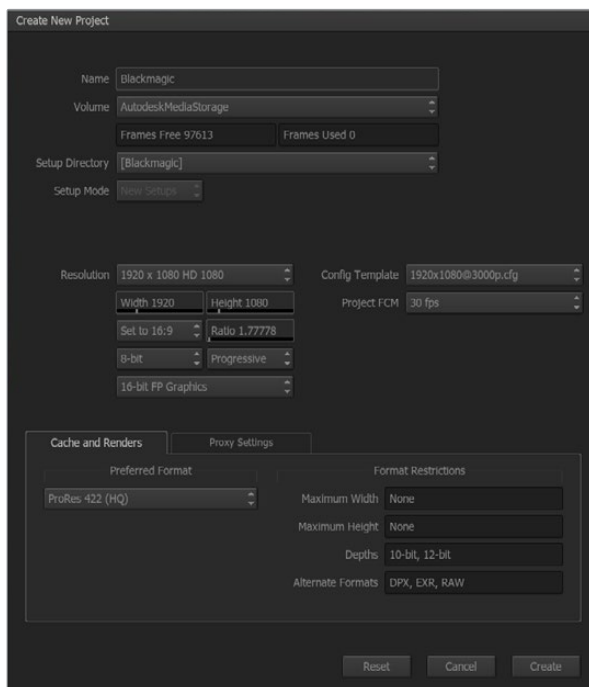 Create New Project
Name Blackmagic
Volume AutodeskMediaStorage
Frames Free 97613 Frames Used 0
Setup Directory [Blackmagic]
Setup Mode New Setups
Resolution 1920 x 1080 HD 1080 Config Template 1920x1080@3000p.cfg
Width 1920 Height 1080 Project FCM 30 fps
Set to 16:9 Ratio 1.77778
8-bit Progressive
16-bit FP Graphics
Cache and Renders Proxy Settings
Preferred Format Format Restrictions
ProRes 422 (HQ) Maximum Width None
Maximum Height None
Depths 10-bit, 12-bit
Alternate Formats DPX, EXR, RAW
Reset Cancel Create